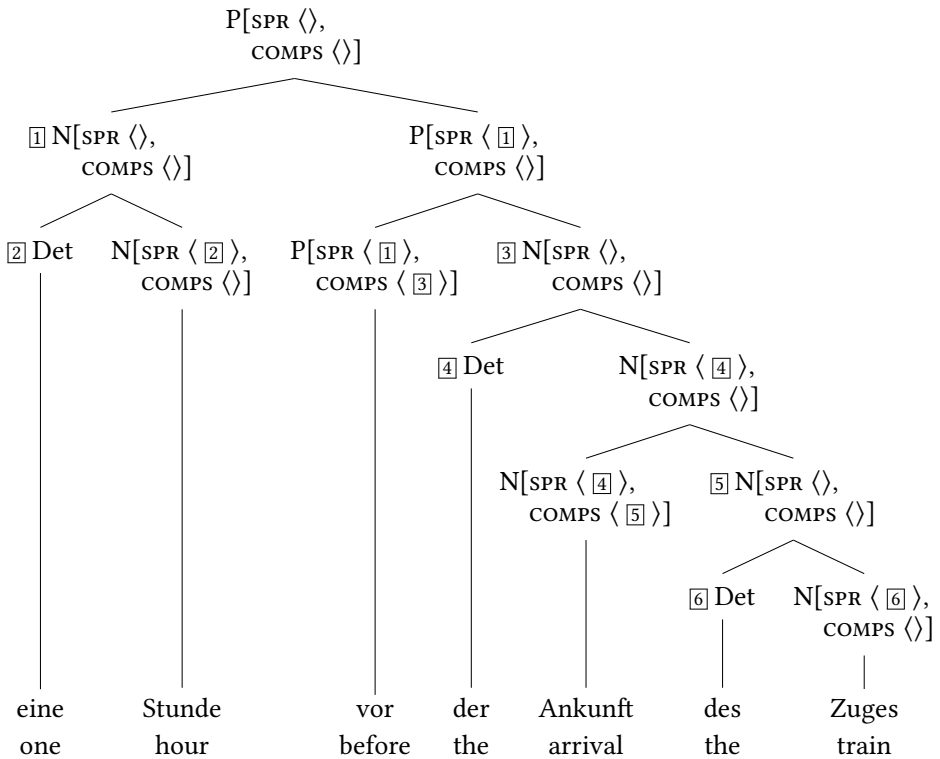 P[SPR ⟨⟩,
COMPS ⟨⟩]
1 N[SPR ⟨⟩, P[SPR ⟨ 1 ⟩,
COMPS ⟨⟩] COMPS ⟨⟩]
2 Det N[SPR ⟨ 2 ⟩, P[SPR ⟨ 1 ⟩, 3 N[SPR ⟨⟩,
COMPS ⟨⟩] COMPS ⟨ 3 ⟩] COMPS ⟨⟩]
4 Det N[SPR ⟨ 4 ⟩,
COMPS ⟨⟩]
N[SPR ⟨ 4 ⟩, 5 N[SPR ⟨⟩,
COMPS ⟨ 5 ⟩] COMPS ⟨⟩]
6 Det N[SPR ⟨ 6 ⟩,
COMPS ⟨⟩]
eine Stunde vor der Ankunft des Zuges
one hour before the arrival the train